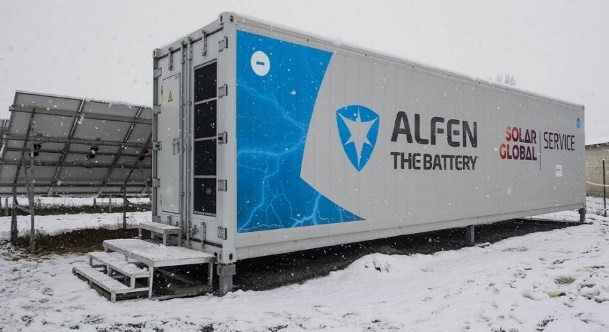 ALFEN
THE BATTERY
SOLAR
GLOBAL
SERVICE